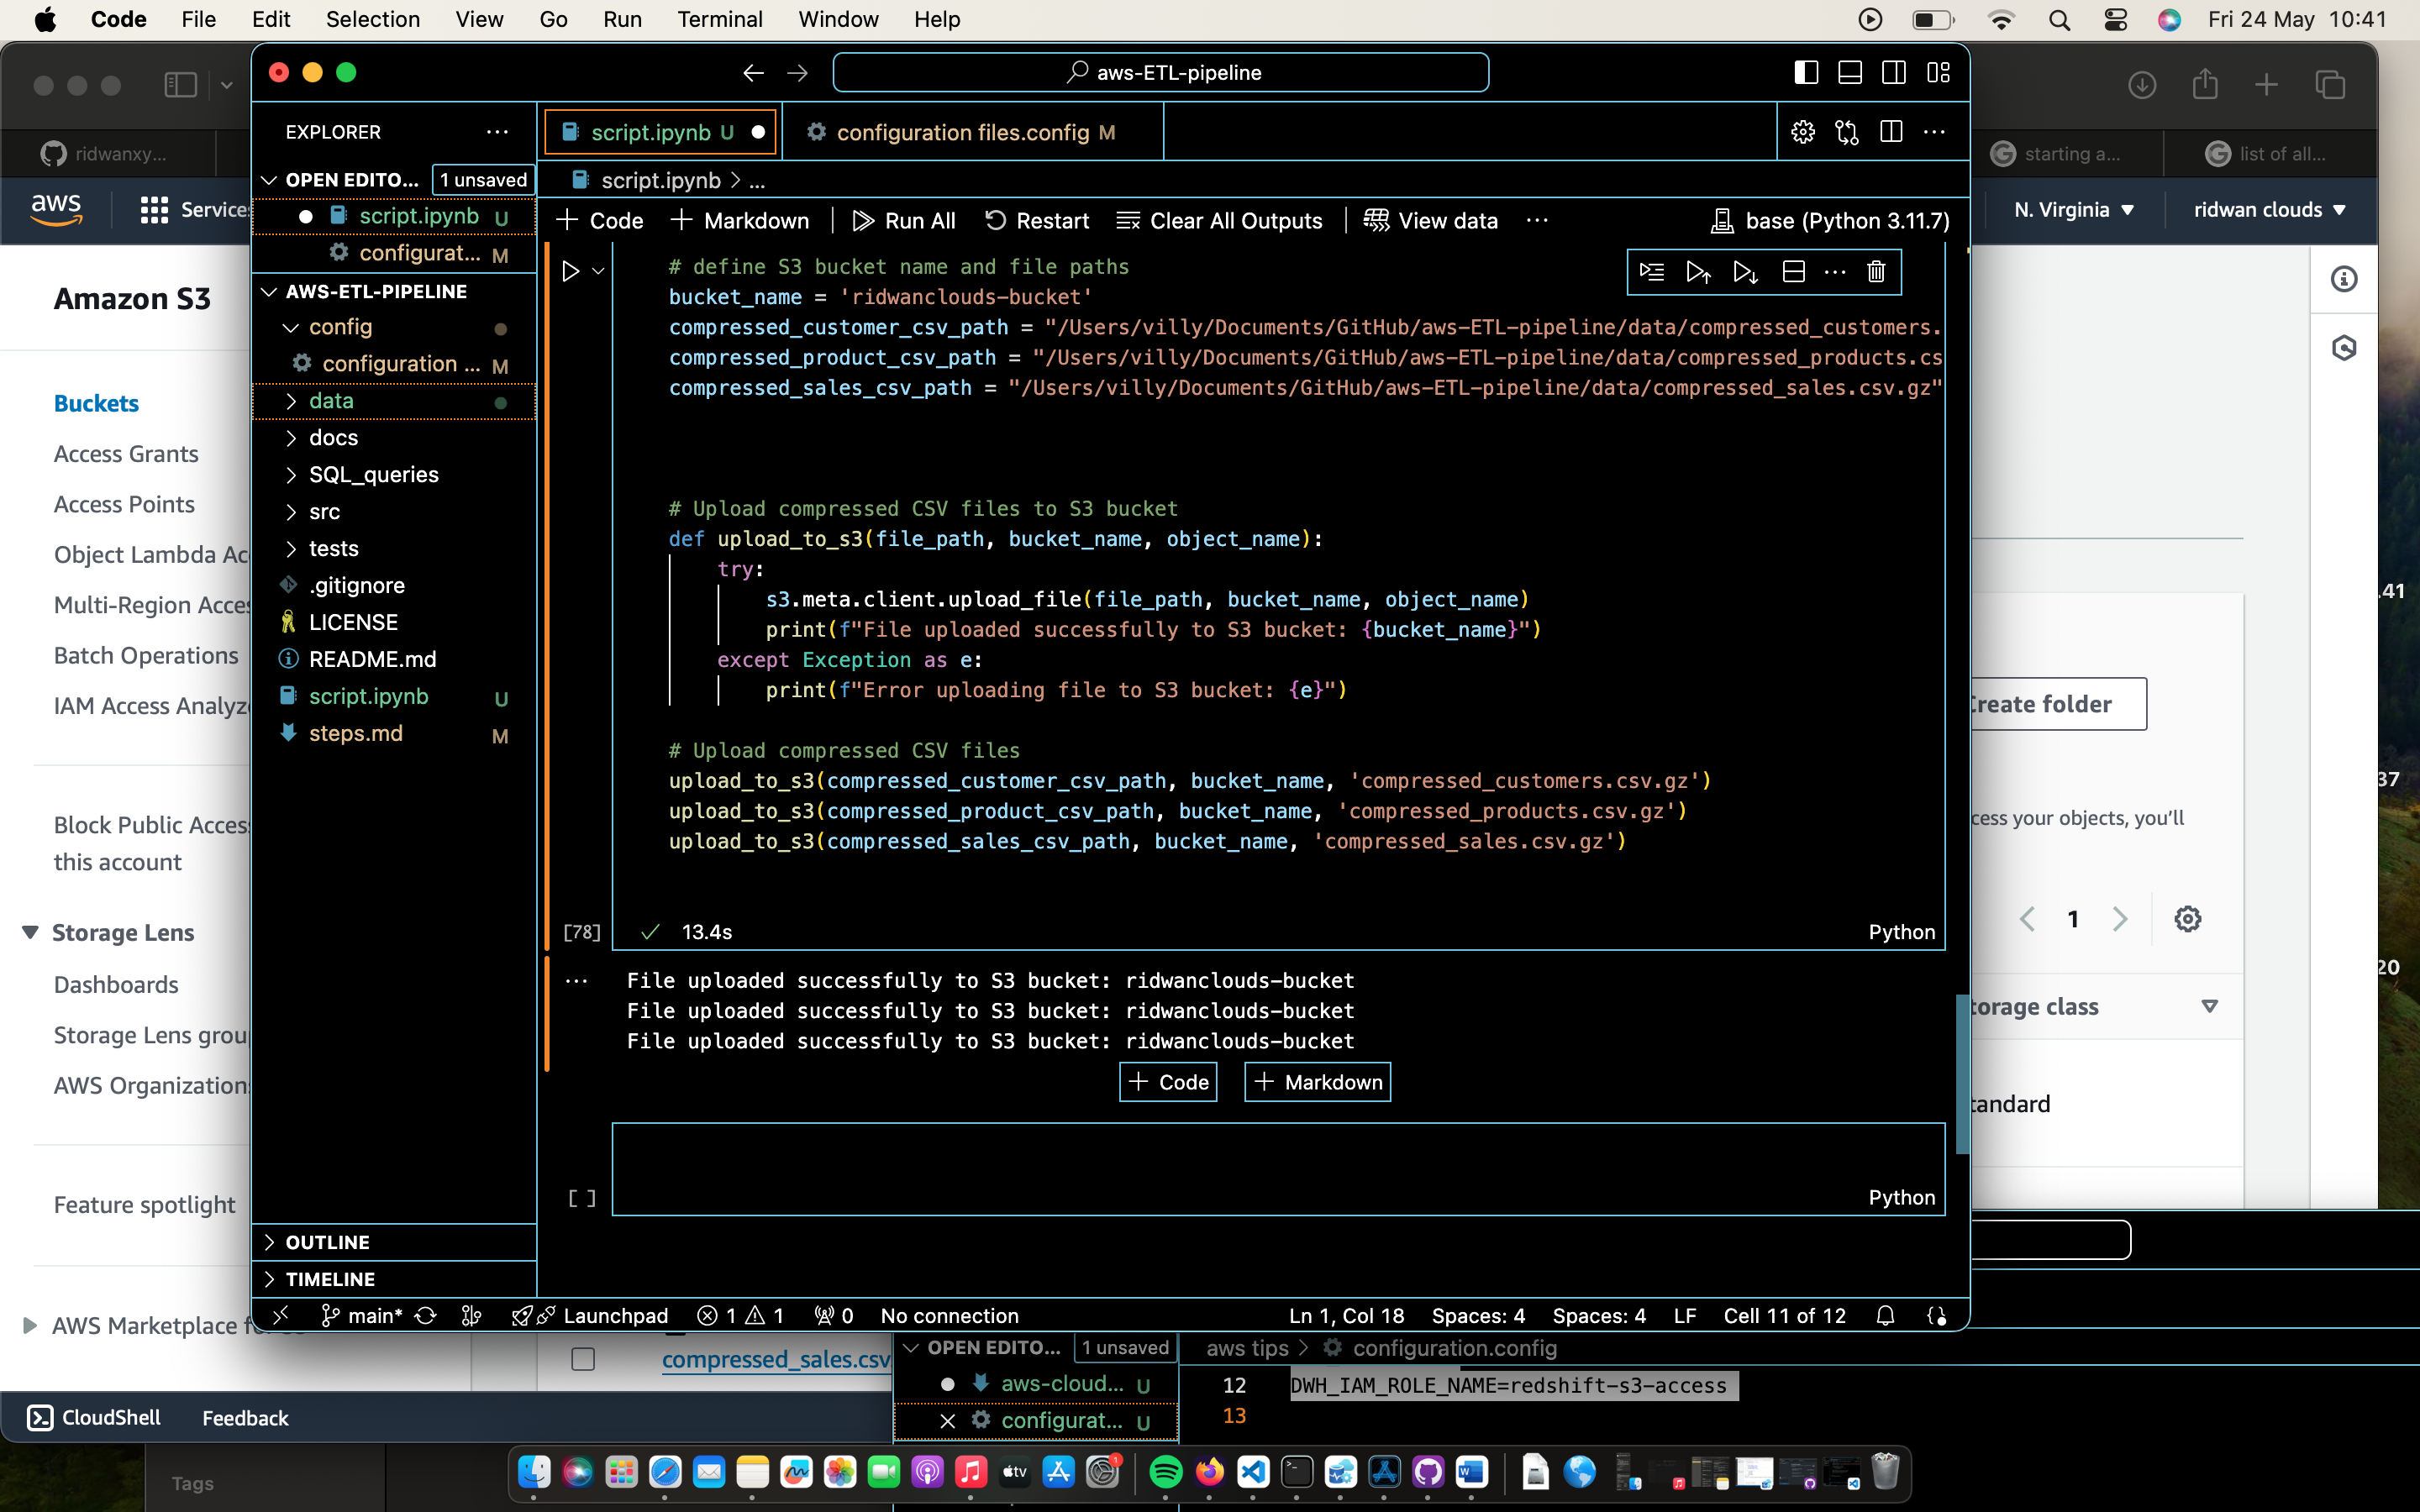 Code File Edit Selection View Go Run Terminal Window Help Fri 24 May 10:41
aws-ETL-pipeline
EXPLORER
script.ipynb U
configuration files.config M
ridwanxy...
starting a...
list of all...
OPEN EDITO... 1 unsaved
script.ipynb > ...
aws
script.ipynb U
N. Virginia
ridwan clouds
configurat... M
Code Markdown Run All Restart Clear All Outputs View data base (Python 3.11.7)
AWS-ETL-PIPELINE
config
configuration ... M
data
docs
SQL_queries
src
tests
.gitignore
LICENSE
README.md
script.ipynb U
steps.md M
OUTLINE
TIMELINE
Amazon S3
Buckets
Access Grants
Access Points
Object Lambda
Batch Operations
IAM Access
Block Public
this account
Storage Lens
Dashboards
Storage Lens
Feature spotlight
AWS Marketplace
# define S3 bucket name and file paths
bucket_name = 'ridwanclouds-bucket'
compressed_customer_csv_path = "/Users/villy/Documents/GitHub/aws-ETL-pipeline/data/compressed_customers.
compressed_product_csv_path = "/Users/villy/Documents/GitHub/aws-ETL-pipeline/data/compressed_products.cs
compressed_sales_csv_path = "/Users/villy/Documents/GitHub/aws-ETL-pipeline/data/compressed_sales.csv.gz"
# Upload compressed CSV files to S3 bucket
def upload_to_s3(file_path, bucket_name, object_name):
try:
s3.meta.client.upload_file(file_path, bucket_name, object_name)
print(f"File uploaded successfully to S3 bucket: {bucket_name}")
except Exception as e:
print(f"Error uploading file to S3 bucket: {e}")
# Upload compressed CSV files
upload_to_s3(compressed_customer_csv_path, bucket_name, 'compressed_customers.csv.gz')
upload_to_s3(compressed_product_csv_path, bucket_name, 'compressed_products.csv.gz')
upload_to_s3(compressed_sales_csv_path, bucket_name, 'compressed_sales.csv.gz')
[78] 13.4s Python
File uploaded successfully to S3 bucket: ridwanclouds-bucket
File uploaded successfully to S3 bucket: ridwanclouds-bucket
File uploaded successfully to S3 bucket: ridwanclouds-bucket
Code Markdown
[ ] Python
folder
your objects, you'll
1
class
main* Launchpad 1 1 0 No connection Ln 1, Col 18 Spaces: 4 Spaces: 4 LF Cell 11 of 12
OPEN EDITO... 1 unsaved
aws tips > configuration.config
compressed_sales.csv
aws-cloud... U
12 DWH_IAM_ROLE_NAME=redshift-s3-access
configurat... U
13
CloudShell Feedback
tv
Tags